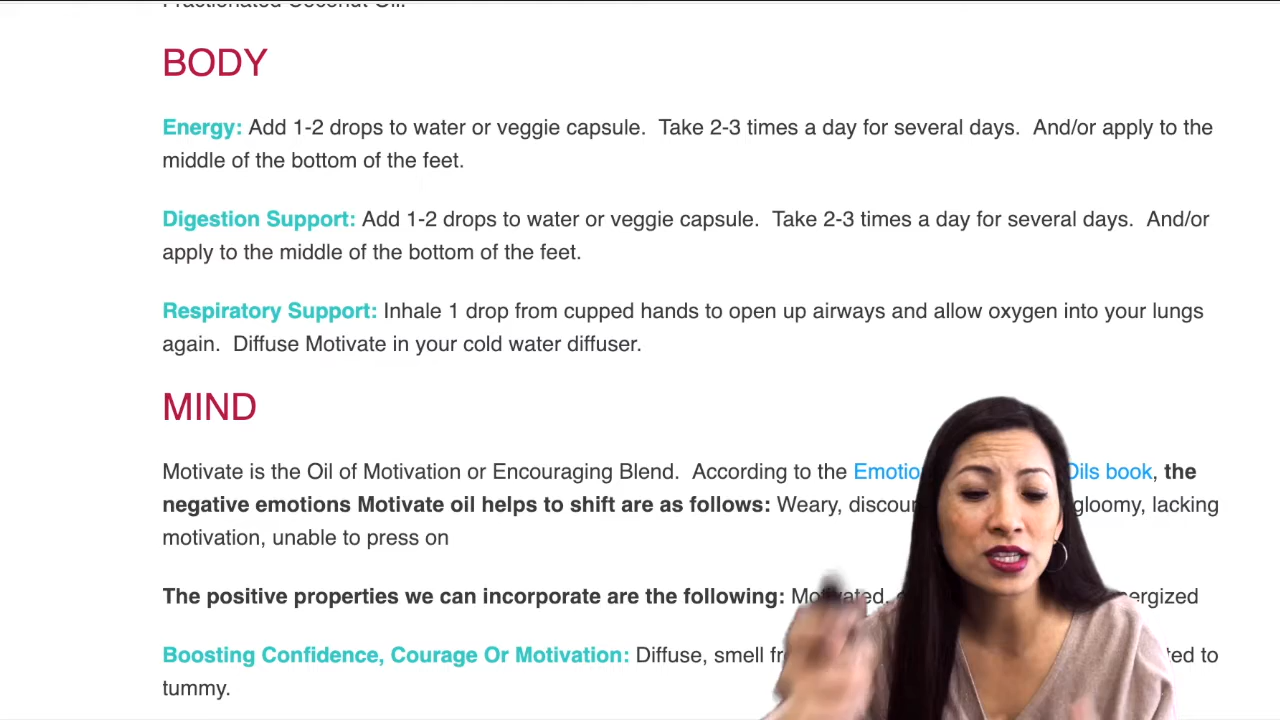 Fractionated Coconut Oil.
BODY
Energy: Add 1-2 drops to water or veggie capsule.  Take 2-3 times a day for several days.  And/or apply to the
middle of the bottom of the feet.
Digestion Support: Add 1-2 drops to water or veggie capsule.  Take 2-3 times a day for several days.  And/or
apply to the middle of the bottom of the feet.
Respiratory Support: Inhale 1 drop from cupped hands to open up airways and allow oxygen into your lungs
again.  Diffuse Motivate in your cold water diffuser.
MIND
Motivate is the Oil of Motivation or Encouraging Blend.  According to the Oils book, the
negative emotions Motivate oil helps to shift are as follows: Weary, gloomy, lacking
motivation, unable to press on
The positive properties we can incorporate are the following: Motivated,
Boosting Confidence, Courage Or Motivation: Diffuse, smell to
tummy.